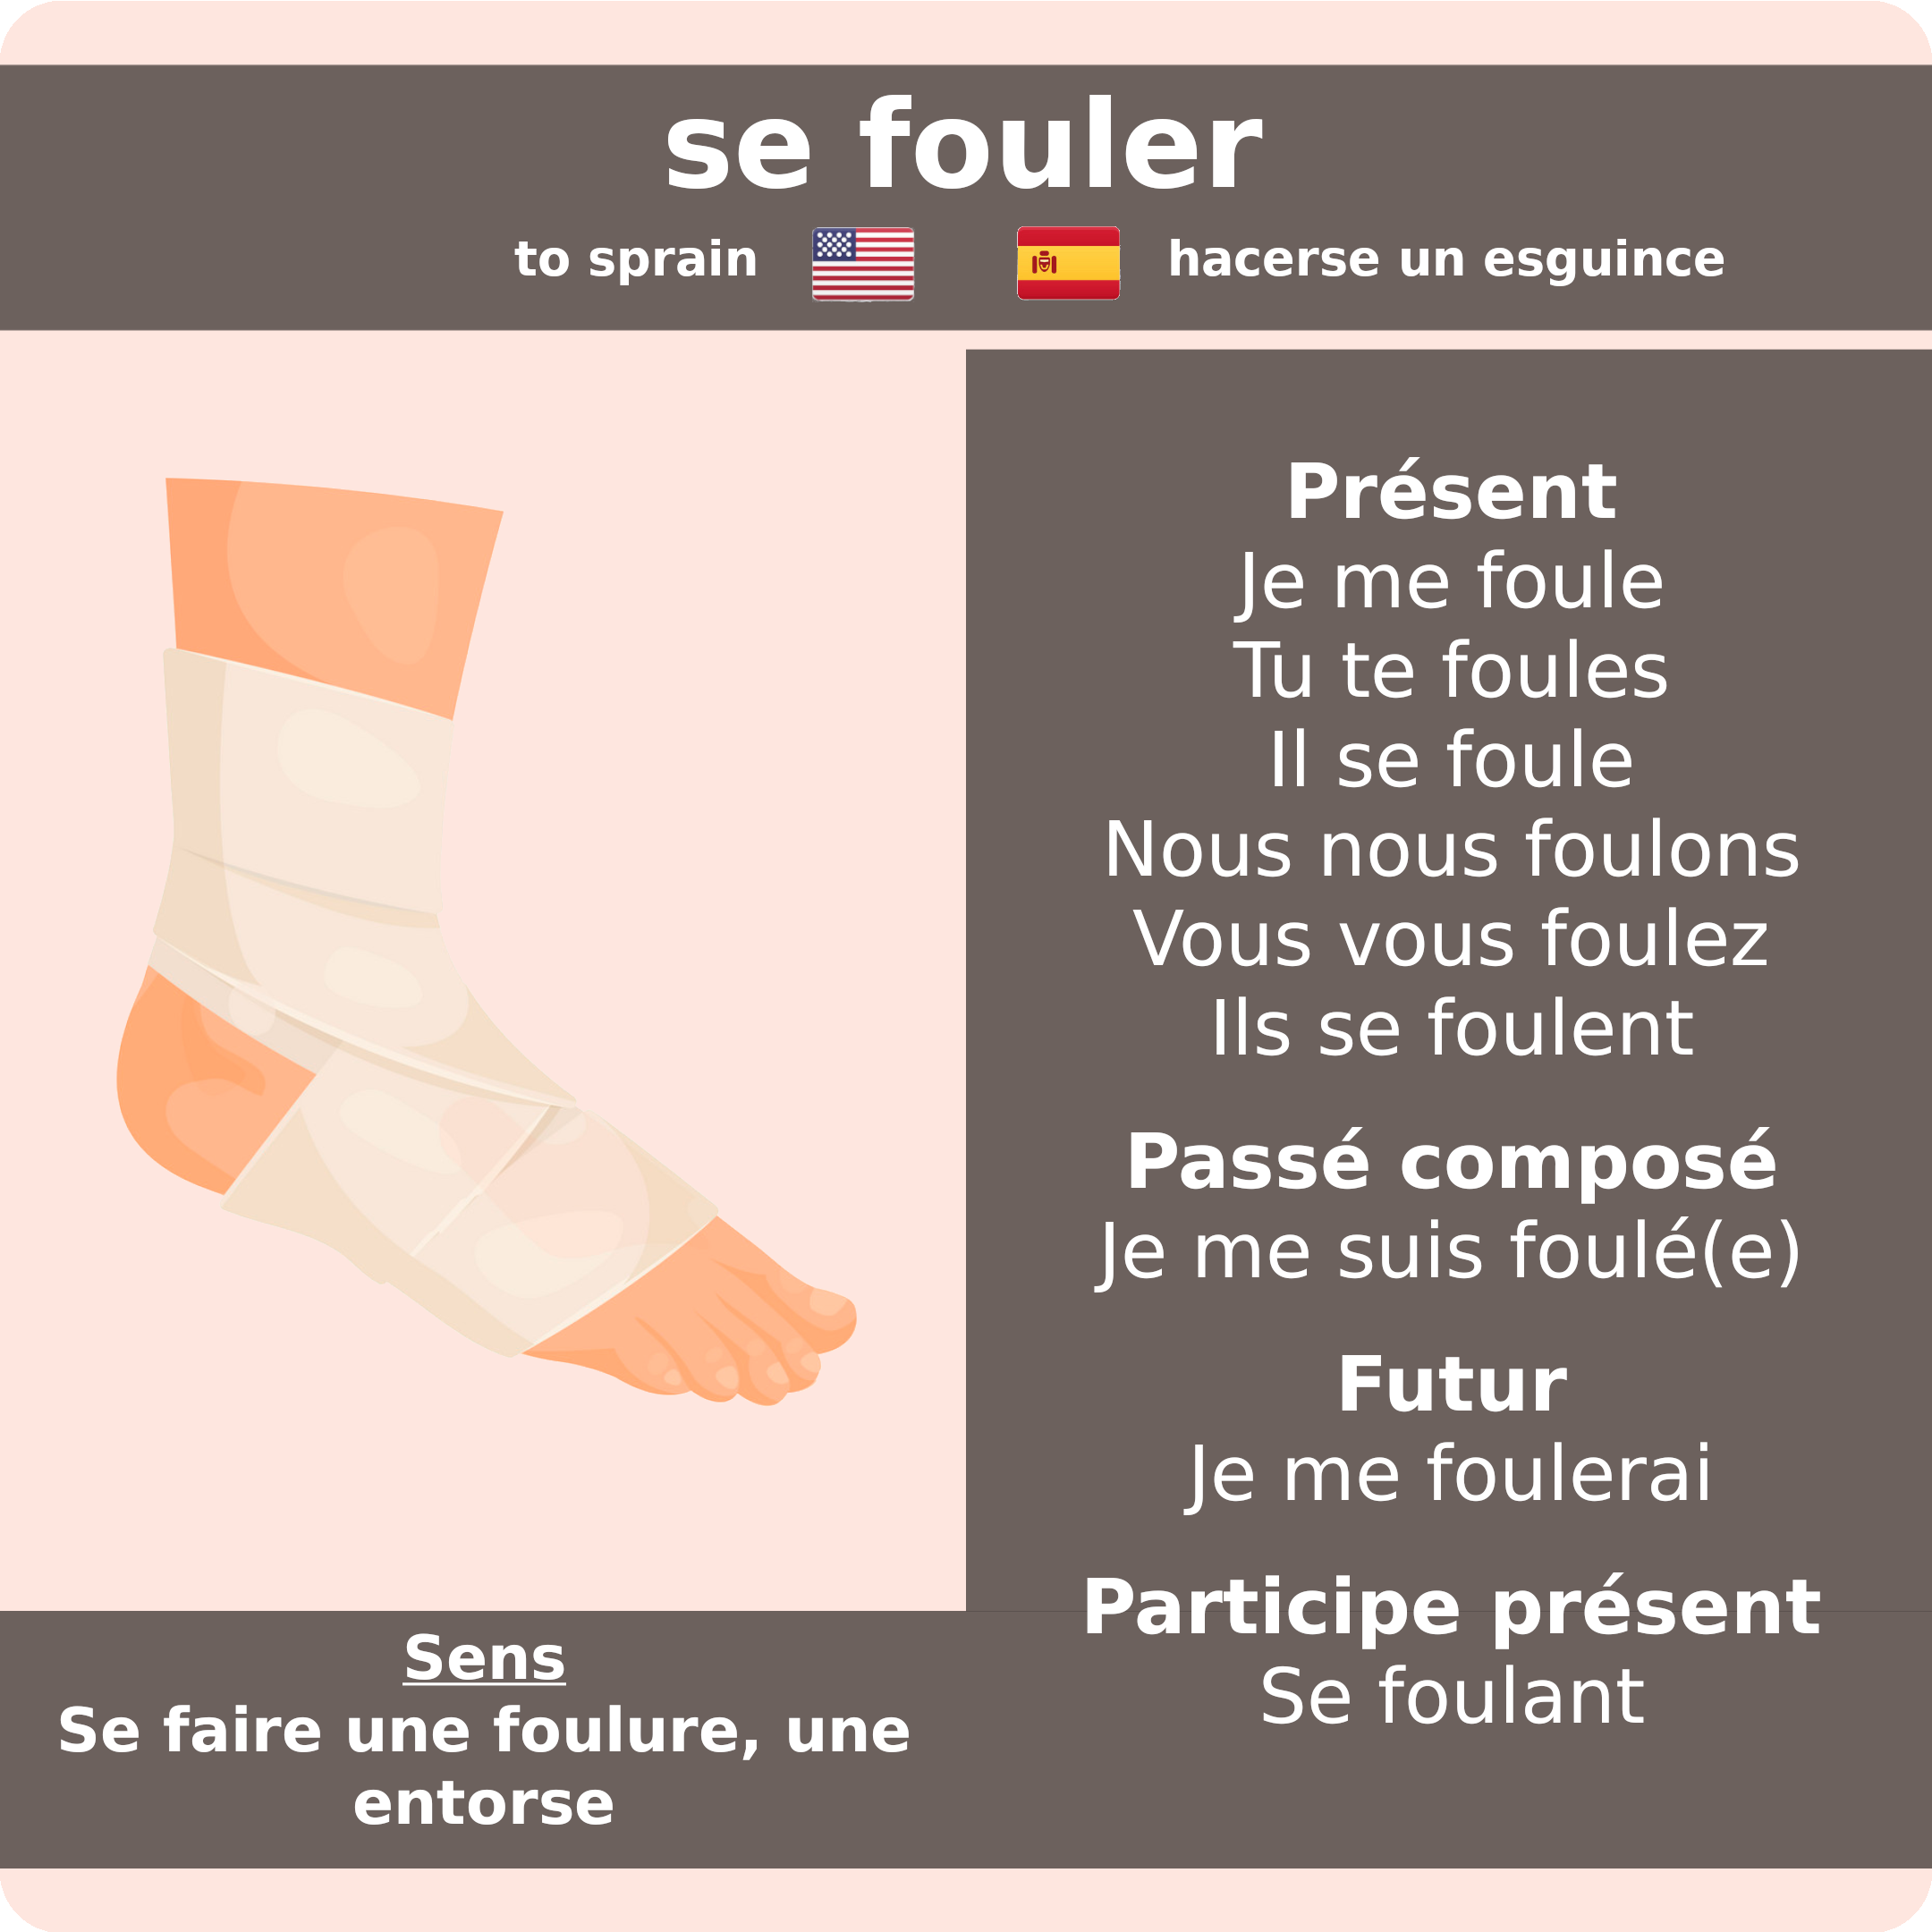 se fouler
to sprain
hacerse un esguince
Présent
Je me foule
Tu te foules
Il se foule
Nous nous foulons
Vous vous foulez
Ils se foulent
Passé composé
Je me suis foulé(e)
Futur
Je me foulerai
Participe présent
Se foulant
Sens
Se faire une foulure, une
entorse